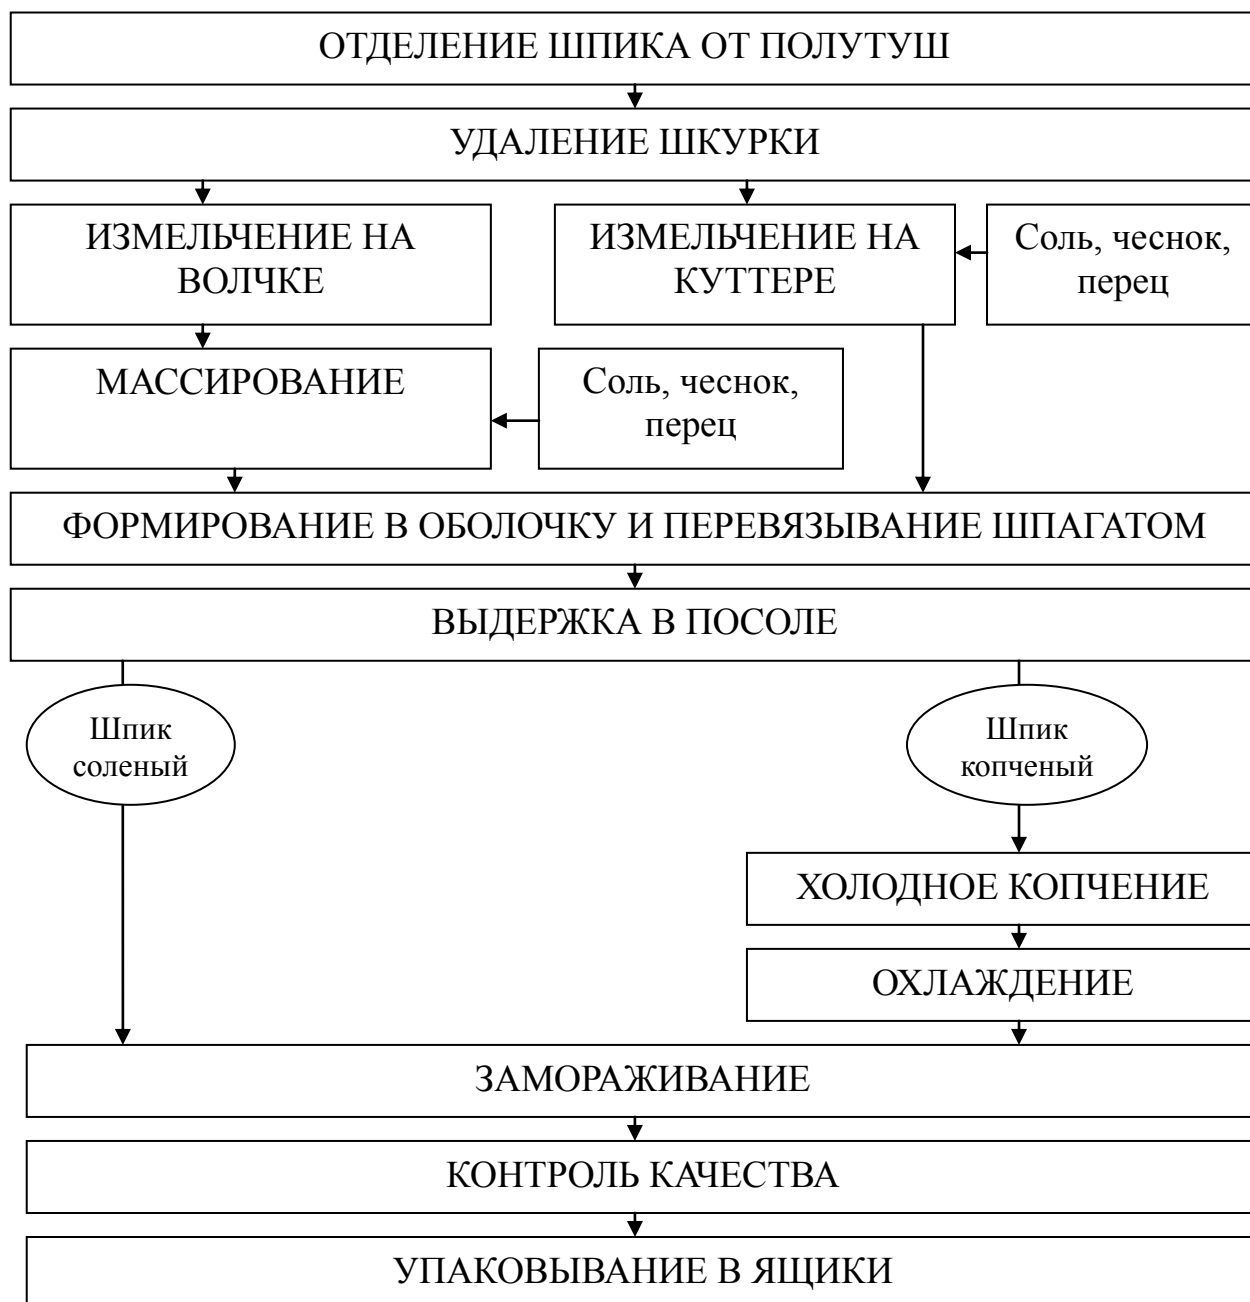 ОТДЕЛЕНИЕ ШПИКА ОТ ПОЛУТУШ
УДАЛЕНИЕ ШКУРКИ
ИЗМЕЛЬЧЕНИЕ НА
ВОЛЧКЕ
ИЗМЕЛЬЧЕНИЕ НА
КУТТЕРЕ
Соль, чеснок,
перец
МАССИРОВАНИЕ
Соль, чеснок,
перец
ФОРМИРОВАНИЕ В ОБОЛОЧКУ И ПЕРЕВЯЗЫВАНИЕ ШПАГАТОМ
ВЫДЕРЖКА В ПОСОЛЕ
Шпик
соленый
Шпик
копченый
ХОЛОДНОЕ КОПЧЕНИЕ
ОХЛАЖДЕНИЕ
ЗАМОРАЖИВАНИЕ
КОНТРОЛЬ КАЧЕСТВА
УПАКОВЫВАНИЕ В ЯЩИКИ